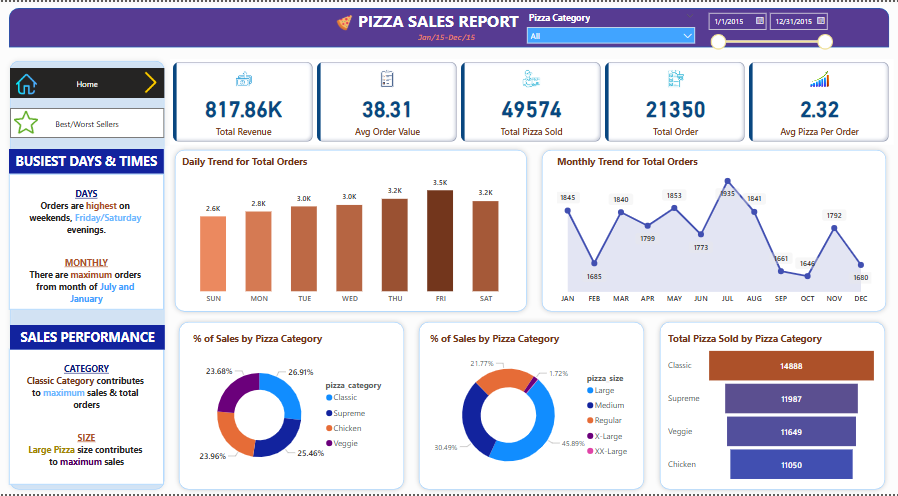 PIZZA SALES REPORT
Jan/15-Dec/15
Pizza Category
All
1/1/2015
12/31/2015
Home
Best/Worst Sellers
BUSIEST DAYS & TIMES
DAYS
Orders are highest on
weekends, Friday/Saturday
evenings.
MONTHLY
There are maximum orders
from month of July and
January
SALES PERFORMANCE
CATEGORY
Classic Category contributes
to maximum sales & total
orders
SIZE
Large Pizza size contributes
to maximum sales
817.86K
Total Revenue
38.31
Avg Order Value
49574
Total Pizza Sold
21350
Total Order
2.32
Avg Pizza Per Order
Daily Trend for Total Orders
2.6K
2.8K
3.0K
3.0K
3.2K
3.5K
3.2K
SUN
MON
TUE
WED
THU
FRI
SAT
Monthly Trend for Total Orders
1845
1685
1840
1799
1853
1773
1935
1841
1661
1646
1792
1680
JAN
FEB
MAR
APR
MAY
JUN
JUL
AUG
SEP
OCT
NOV
DEC
% of Sales by Pizza Category
23.68%
26.91%
23.96%
25.46%
pizza_category
Classic
Supreme
Chicken
Veggie
% of Sales by Pizza Category
21.77%
1.72%
30.49%
45.89%
pizza_size
Large
Medium
Regular
X-Large
XX-Large
Total Pizza Sold by Pizza Category
Classic
14888
Supreme
11987
Veggie
11649
Chicken
11050